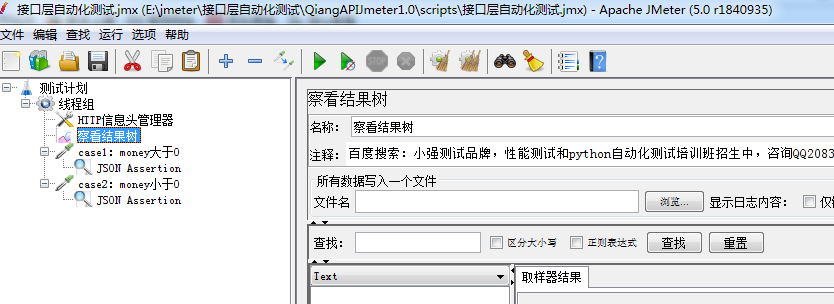 接口层自动化测试.jmx (E:\jmeter\接口层自动化测试\QiangAPIJmeter1.0\scripts\接口层自动化测试.jmx) - Apache JMeter (5.0 r1840935)
文件 编辑 查找 运行 选项 帮助
STOP
测试计划
线程组
HTTP信息头管理器
察看结果树
case1: money大于0
JSON Assertion
case2: money小于0
JSON Assertion
察看结果树
名称: 察看结果树
注释: 百度搜索: 小强测试品牌, 性能测试和python自动化测试培训班招生中, 咨询QQ2083
所有数据写入一个文件
文件名 浏览... 显示日志内容:
查找: 区分大小写 正则表达式 查找 重置
Text 取样器结果